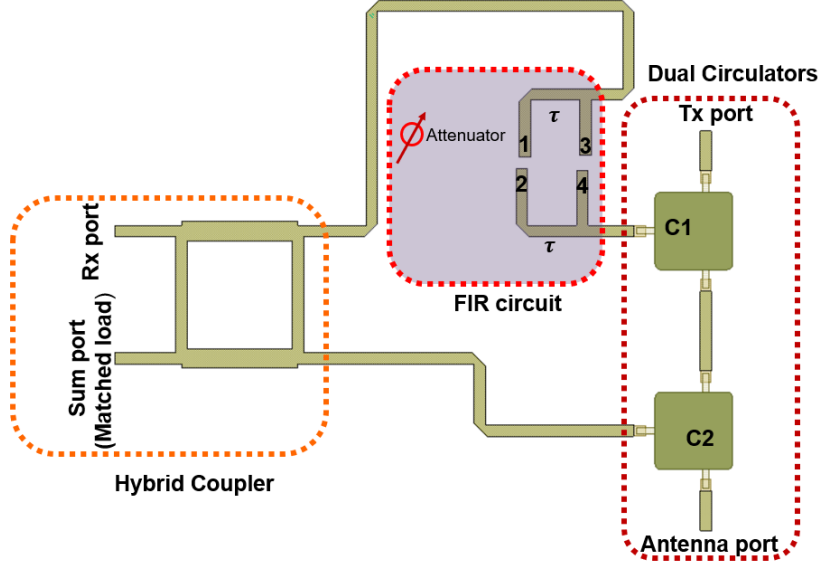 Dual Circulators
Tx port
τ
1
3
Attenuator
2
4
C1
τ
FIR circuit
Rx port
Sum port
(Matched load)
C2
Hybrid Coupler
Antenna port